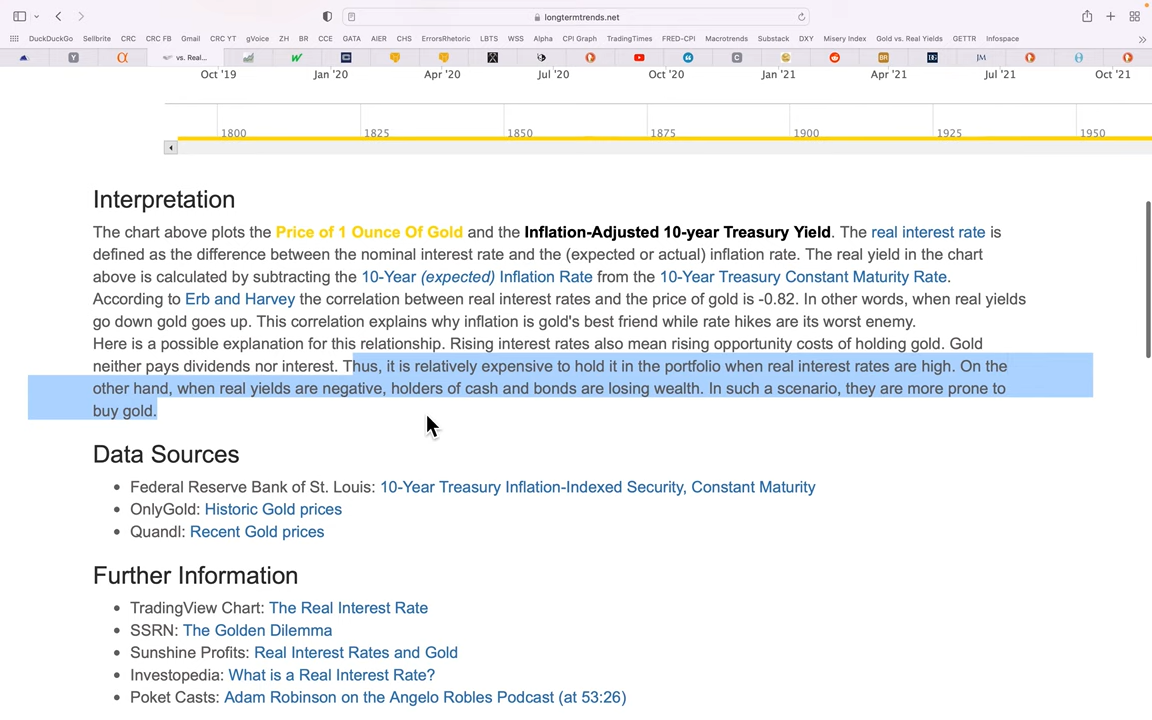 longtermtrends.net
DuckDuckGo Sellbrite CRC CRC FB Gmail CRC YT gVoice ZH BR CCE GATA AIER CHS ErrorsRhetoric LBTS WSS Alpha CPI Graph TradingTimes FRED-CPI Macrotrends Substack DXY Misery Index Gold vs. Real Yields GETTR Infospace
vs. Real...
Oct '19 Jan '20 Apr '20 Jul '20 Oct '20 Jan '21 Apr '21 Jul '21 Oct '21
1800 1825 1850 1875 1900 1925 1950
Interpretation
The chart above plots the Price of 1 Ounce Of Gold and the Inflation-Adjusted 10-year Treasury Yield. The real interest rate is
defined as the difference between the nominal interest rate and the (expected or actual) inflation rate. The real yield in the chart
above is calculated by subtracting the 10-Year (expected) Inflation Rate from the 10-Year Treasury Constant Maturity Rate.
According to Erb and Harvey the correlation between real interest rates and the price of gold is -0.82. In other words, when real yields
go down gold goes up. This correlation explains why inflation is gold's best friend while rate hikes are its worst enemy.
Here is a possible explanation for this relationship. Rising interest rates also mean rising opportunity costs of holding gold. Gold
neither pays dividends nor interest. Thus, it is relatively expensive to hold it in the portfolio when real interest rates are high. On the
other hand, when real yields are negative, holders of cash and bonds are losing wealth. In such a scenario, they are more prone to
buy gold.
Data Sources
Federal Reserve Bank of St. Louis: 10-Year Treasury Inflation-Indexed Security, Constant Maturity
OnlyGold: Historic Gold prices
Quandl: Recent Gold prices
Further Information
TradingView Chart: The Real Interest Rate
SSRN: The Golden Dilemma
Sunshine Profits: Real Interest Rates and Gold
Investopedia: What is a Real Interest Rate?
Poket Casts: Adam Robinson on the Angelo Robles Podcast (at 53:26)